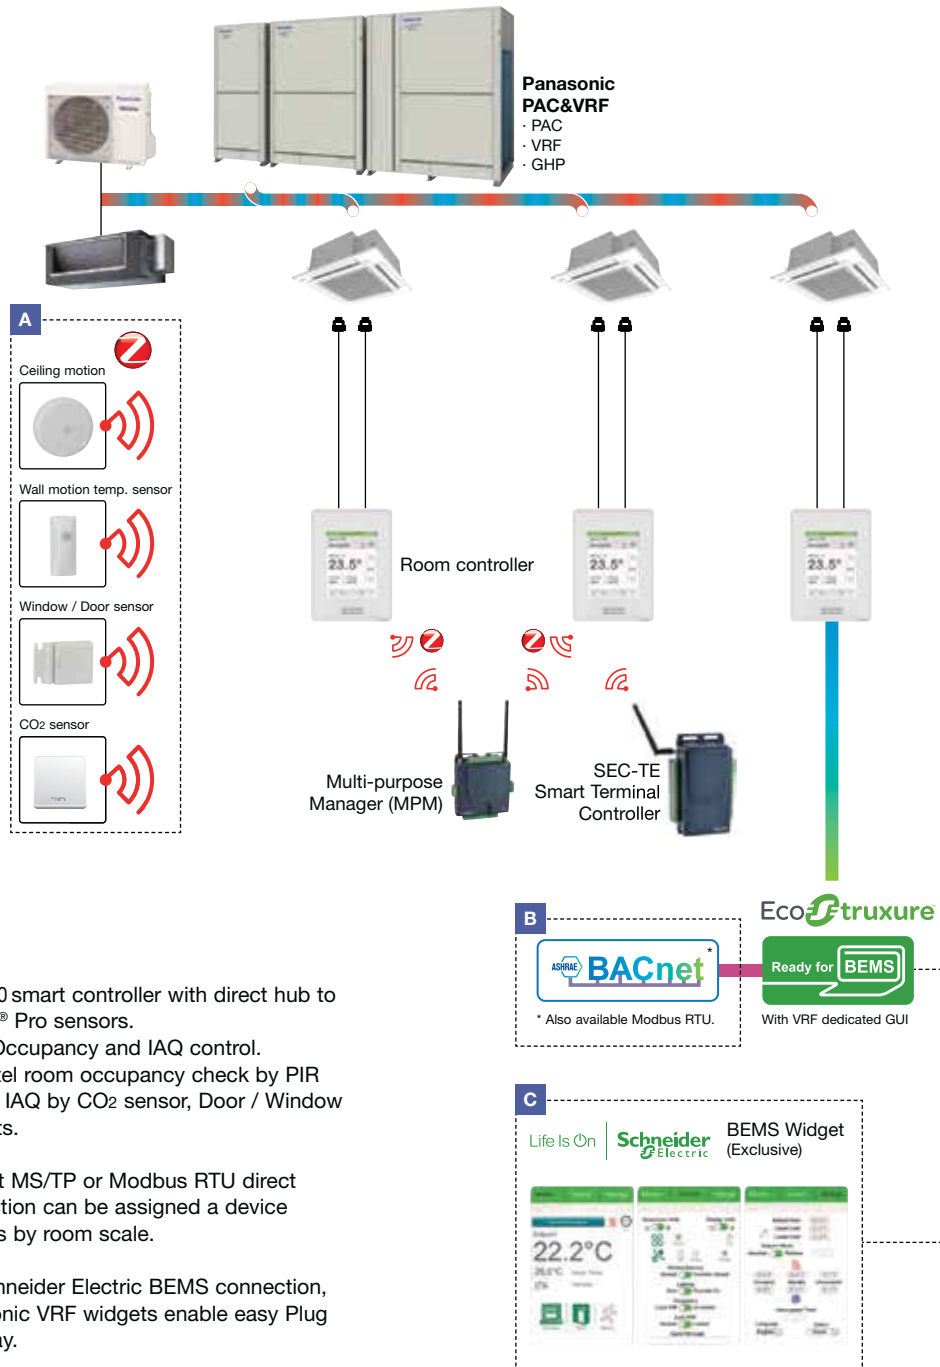 Panasonic
PAC&VRF
· PAC
· VRF
· GHP
A
Ceiling motion
Wall motion temp. sensor
Window / Door sensor
CO2 sensor
23.5°
Room controller
23.5°
23.5°
Multi-purpose
Manager (MPM)
SEC-TE
Smart Terminal
Controller
EcoStruxure
B
ASHRAE BACnet *
* Also available Modbus RTU.
Ready for BEMS
With VRF dedicated GUI
0 smart controller with direct hub to
® Pro sensors.
Occupancy and IAQ control.
tel room occupancy check by PIR
IAQ by CO2 sensor, Door / Window
ts.
t MS/TP or Modbus RTU direct
ction can be assigned a device
s by room scale.
hneider Electric BEMS connection,
onic VRF widgets enable easy Plug
ay.
C
Life Is On
Schneider
Electric
BEMS Widget
(Exclusive)
22.2°C